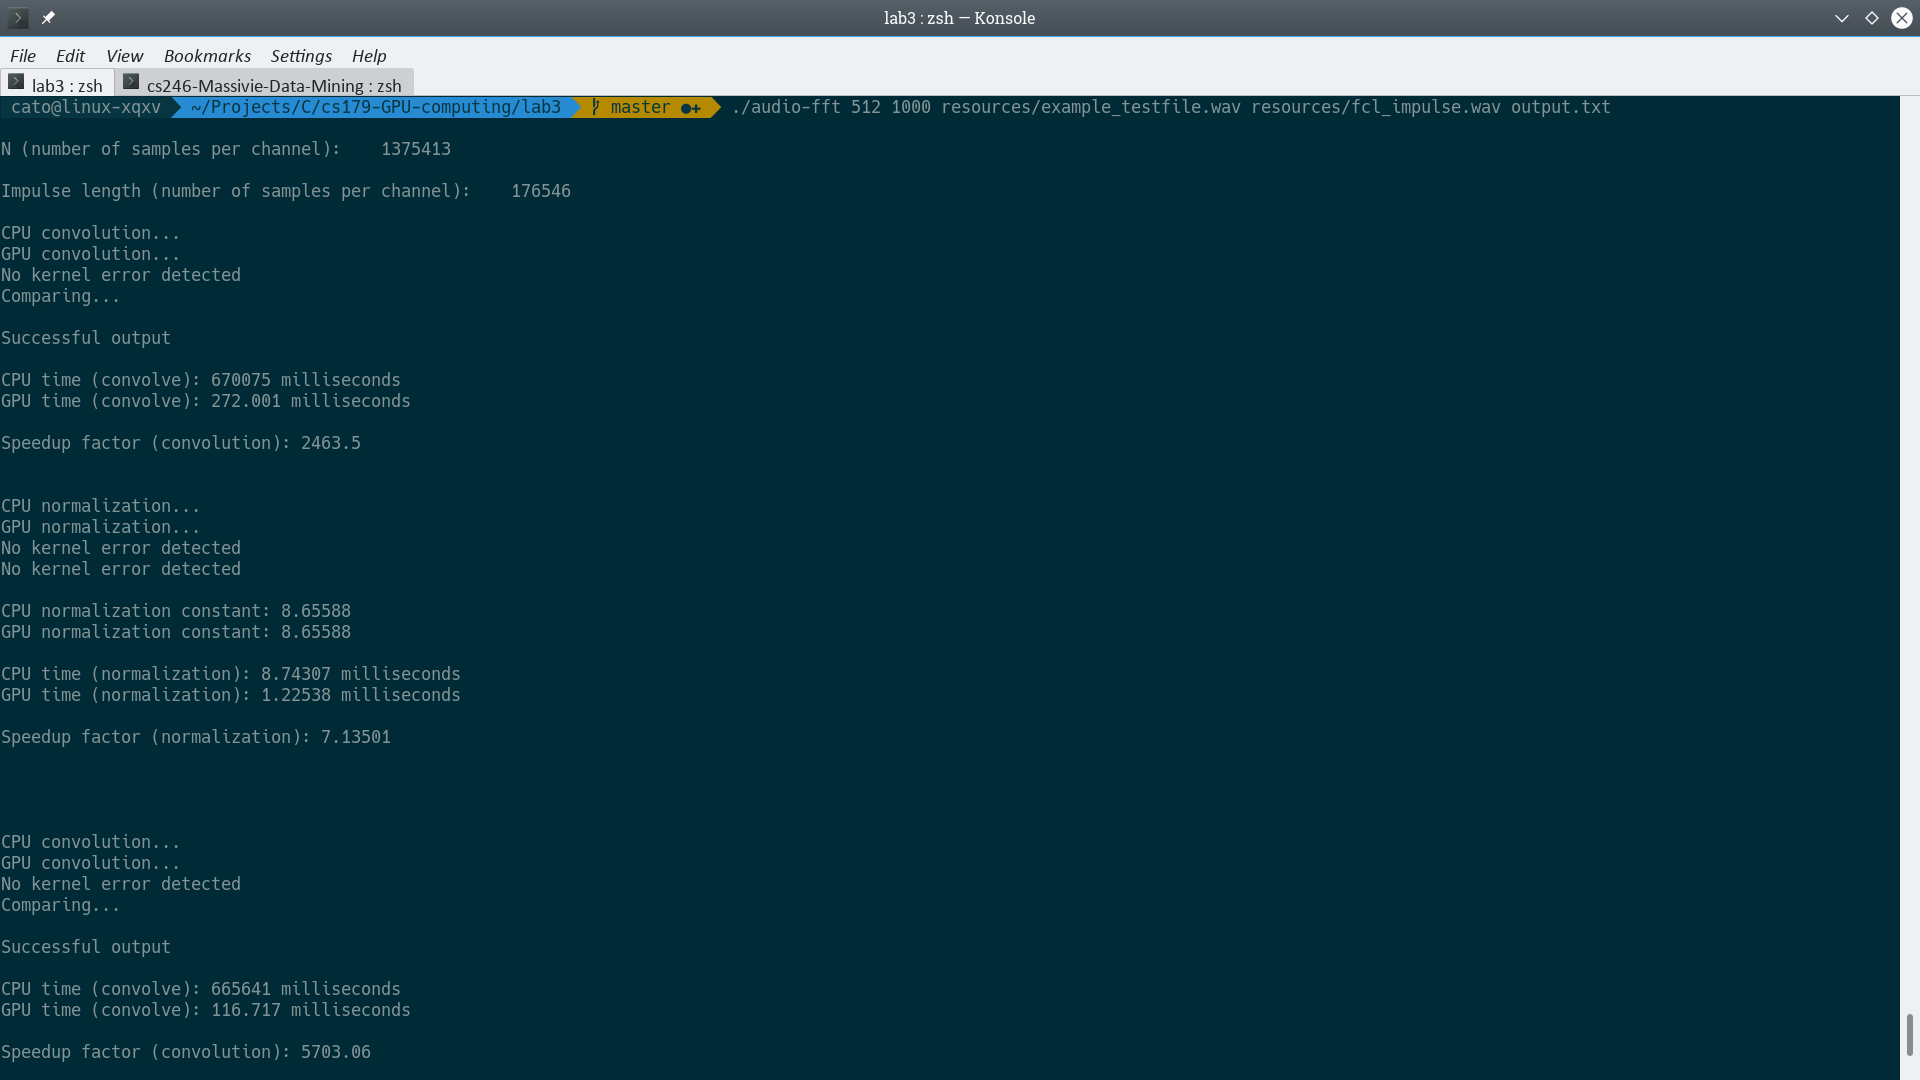 lab3 : zsh — Konsole
File Edit View Bookmarks Settings Help
lab3 : zsh cs246-Massivie-Data-Mining : zsh
cato@linux-xqxv ~/Projects/C/cs179-GPU-computing/lab3 master ●+ ./audio-fft 512 1000 resources/example_testfile.wav resources/fcl_impulse.wav output.txt
N (number of samples per channel): 1375413
Impulse length (number of samples per channel): 176546
CPU convolution...
GPU convolution...
No kernel error detected
Comparing...
Successful output
CPU time (convolve): 670075 milliseconds
GPU time (convolve): 272.001 milliseconds
Speedup factor (convolution): 2463.5
CPU normalization...
GPU normalization...
No kernel error detected
No kernel error detected
CPU normalization constant: 8.65588
GPU normalization constant: 8.65588
CPU time (normalization): 8.74307 milliseconds
GPU time (normalization): 1.22538 milliseconds
Speedup factor (normalization): 7.13501
CPU convolution...
GPU convolution...
No kernel error detected
Comparing...
Successful output
CPU time (convolve): 665641 milliseconds
GPU time (convolve): 116.717 milliseconds
Speedup factor (convolution): 5703.06